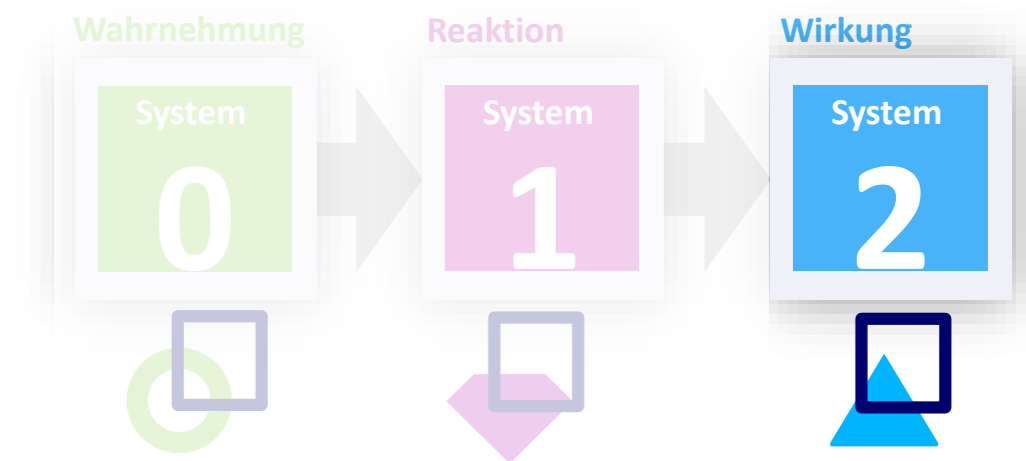 Wahrnehmung
Reaktion
Wirkung
System
0
System
1
System
2